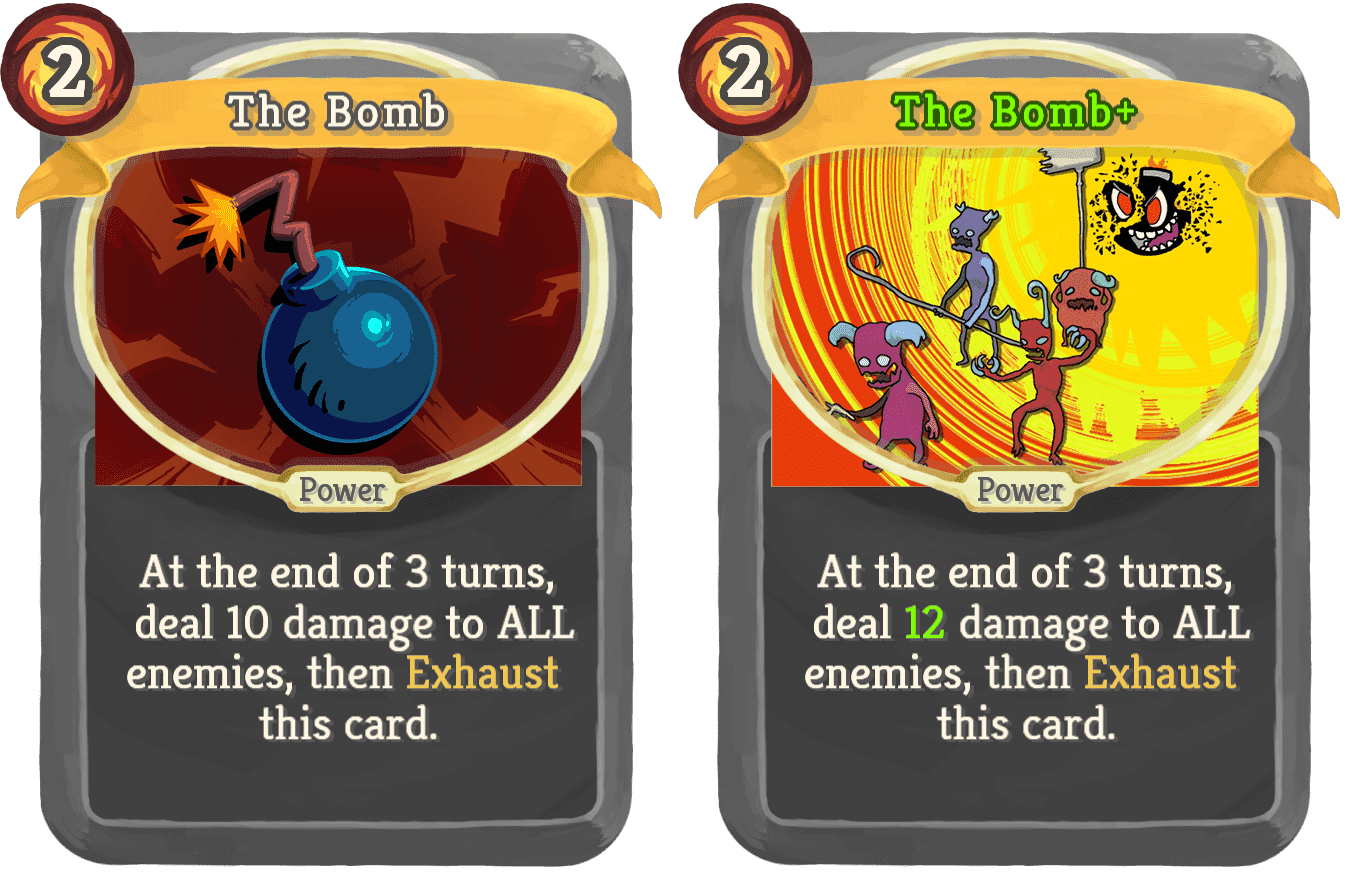 2
The Bomb
Power
At the end of 3 turns,
deal 10 damage to ALL
enemies, then Exhaust
this card.
2
The Bomb+
Power
At the end of 3 turns,
deal 12 damage to ALL
enemies, then Exhaust
this card.